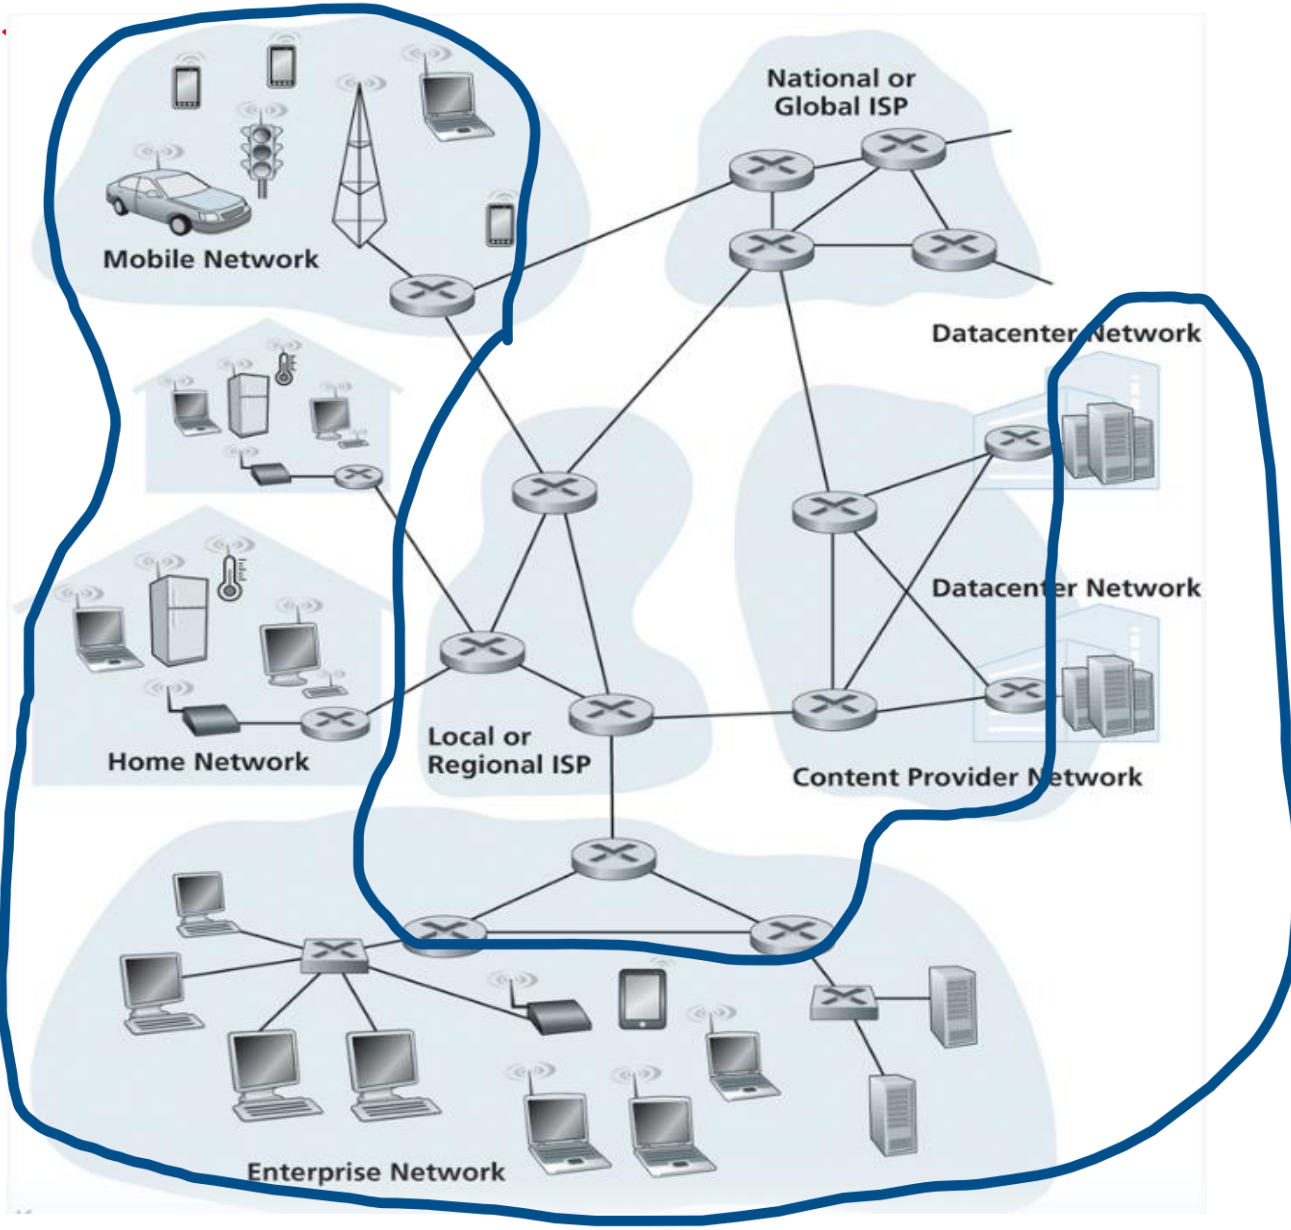 National or
Global ISP
Mobile Network
Datacenter Network
Datacenter Network
Home Network
Local or
Regional ISP
Content Provider Network
Enterprise Network